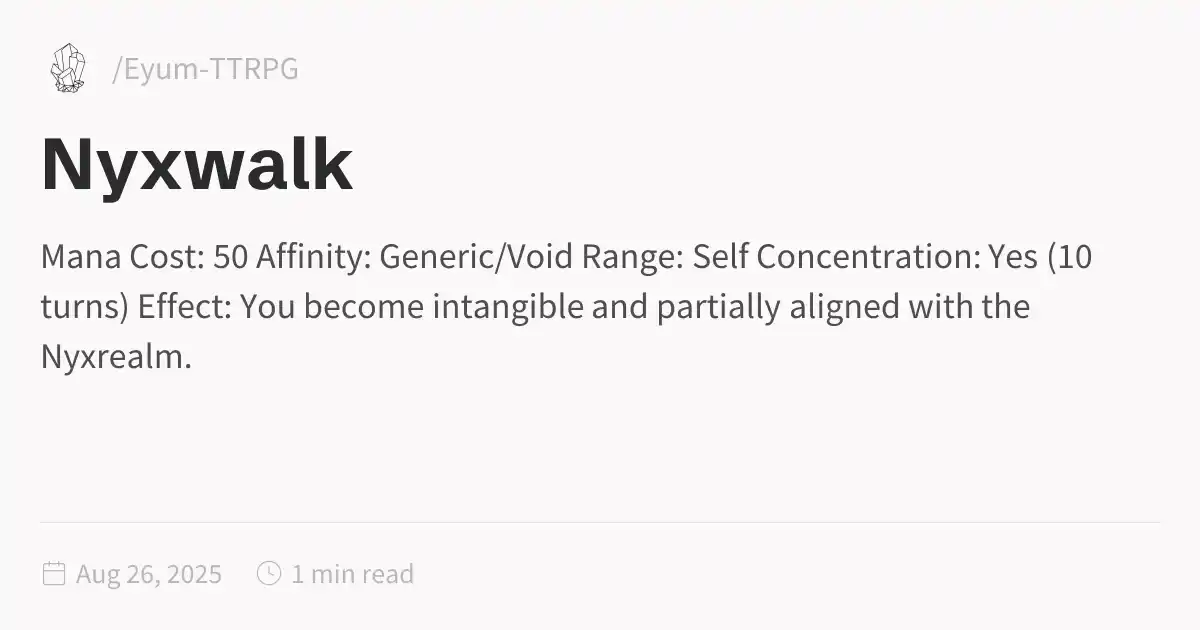 /Eyum-TTRPG
Nyxwalk
Mana Cost: 50 Affinity: Generic/Void Range: Self Concentration: Yes (10
turns) Effect: You become intangible and partially aligned with the
Nyxrealm.
Aug 26, 2025 1 min read